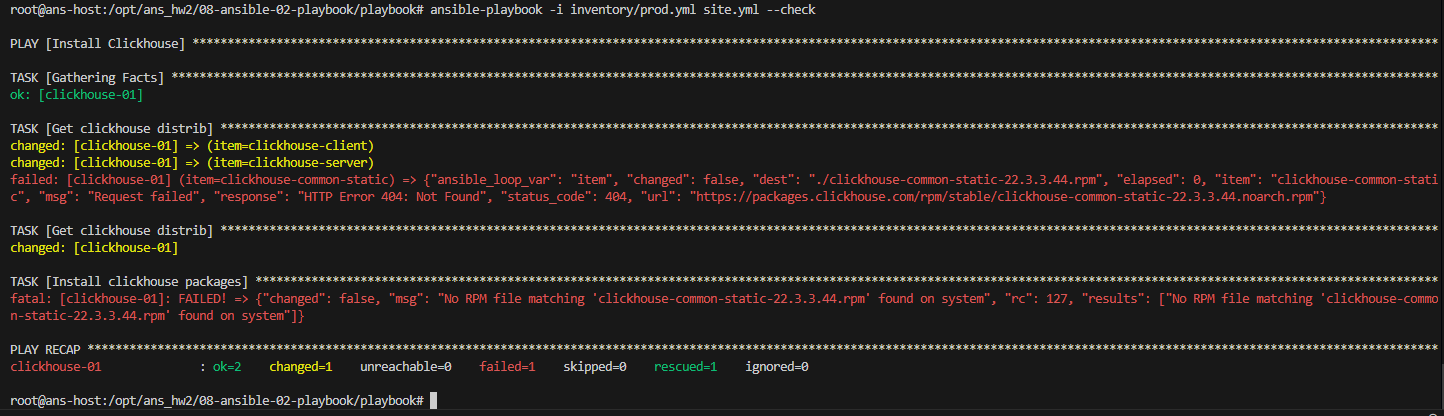 root@ans-host:/opt/ans_hw2/08-ansible-02-playbook/playbook# ansible-playbook -i inventory/prod.yml site.yml --check
PLAY [Install Clickhouse] **********************************************************************************************************************************************************************************
TASK [Gathering Facts] *************************************************************************************************************************************************************************************
ok: [clickhouse-01]
TASK [Get clickhouse distrib] ******************************************************************************************************************************************************************************
changed: [clickhouse-01] => (item=clickhouse-client)
changed: [clickhouse-01] => (item=clickhouse-server)
failed: [clickhouse-01] (item=clickhouse-common-static) => {"ansible_loop_var": "item", "changed": false, "dest": "./clickhouse-common-static-22.3.3.44.rpm", "elapsed": 0, "item": "clickhouse-common-stati
c", "msg": "Request failed", "response": "HTTP Error 404: Not Found", "status_code": 404, "url": "https://packages.clickhouse.com/rpm/stable/clickhouse-common-static-22.3.3.44.noarch.rpm"}
TASK [Get clickhouse distrib] ******************************************************************************************************************************************************************************
changed: [clickhouse-01]
TASK [Install clickhouse packages] *************************************************************************************************************************************************************************
fatal: [clickhouse-01]: FAILED! => {"changed": false, "msg": "No RPM file matching 'clickhouse-common-static-22.3.3.44.rpm' found on system", "rc": 127, "results": ["No RPM file matching 'clickhouse-commo
n-static-22.3.3.44.rpm' found on system"]}
PLAY RECAP *************************************************************************************************************************************************************************************************
clickhouse-01 : ok=2 changed=1 unreachable=0 failed=1 skipped=0 rescued=1 ignored=0
root@ans-host:/opt/ans_hw2/08-ansible-02-playbook/playbook#